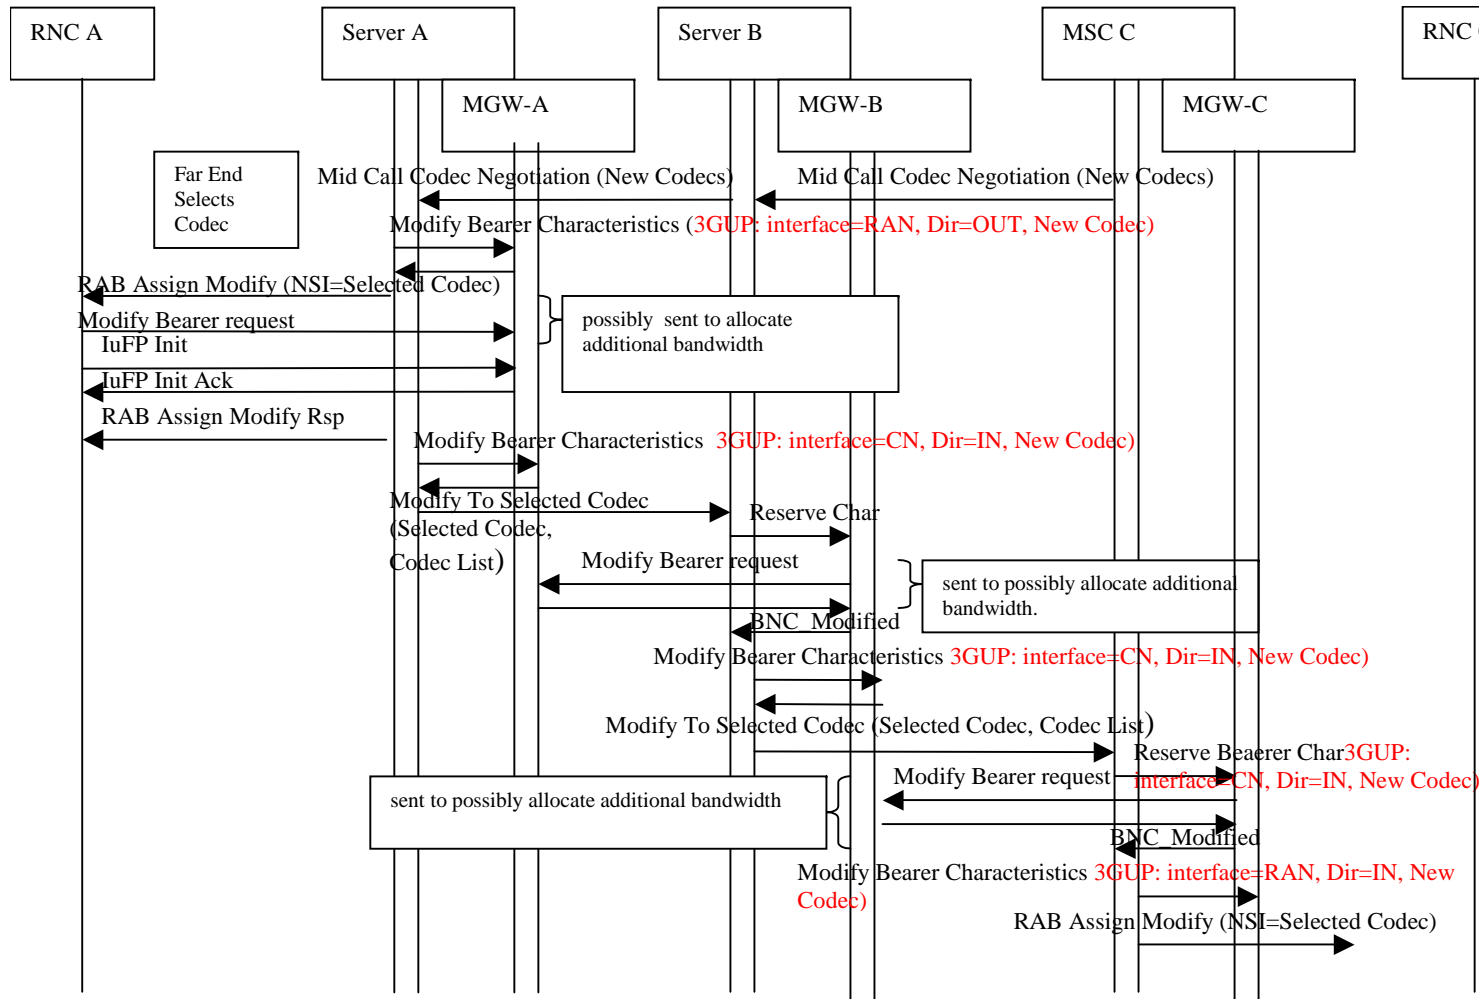 RNC A
Server A
Server B
MSC C
RNC
MGW-A
MGW-B
MGW-C
Far End
Selects
Codec
Mid Call Codec Negotiation (New Codecs)
Mid Call Codec Negotiation (New Codecs)
Modify Bearer Characteristics (3GUP: interface=RAN, Dir=OUT, New Codec)
RAB Assign Modify (NSI=Selected Codec)
Modify Bearer request
possibly sent to allocate
additional bandwidth
IuFP Init
IuFP Init Ack
RAB Assign Modify Rsp
Modify Bearer Characteristics 3GUP: interface=CN, Dir=IN, New Codec)
Modify To Selected Codec
(Selected Codec,
Codec List)
Reserve Char
Modify Bearer request
sent to possibly allocate additional
bandwidth.
BNC_Modified
Modify Bearer Characteristics 3GUP: interface=CN, Dir=IN, New Codec)
Modify To Selected Codec (Selected Codec, Codec List)
Reserve Beaerer Char3GUP:
interface=CN, Dir=IN, New Codec)
Modify Bearer request
sent to possibly allocate additional bandwidth
BNC_Modified
Modify Bearer Characteristics 3GUP: interface=RAN, Dir=IN, New
Codec)
RAB Assign Modify (NSI=Selected Codec)